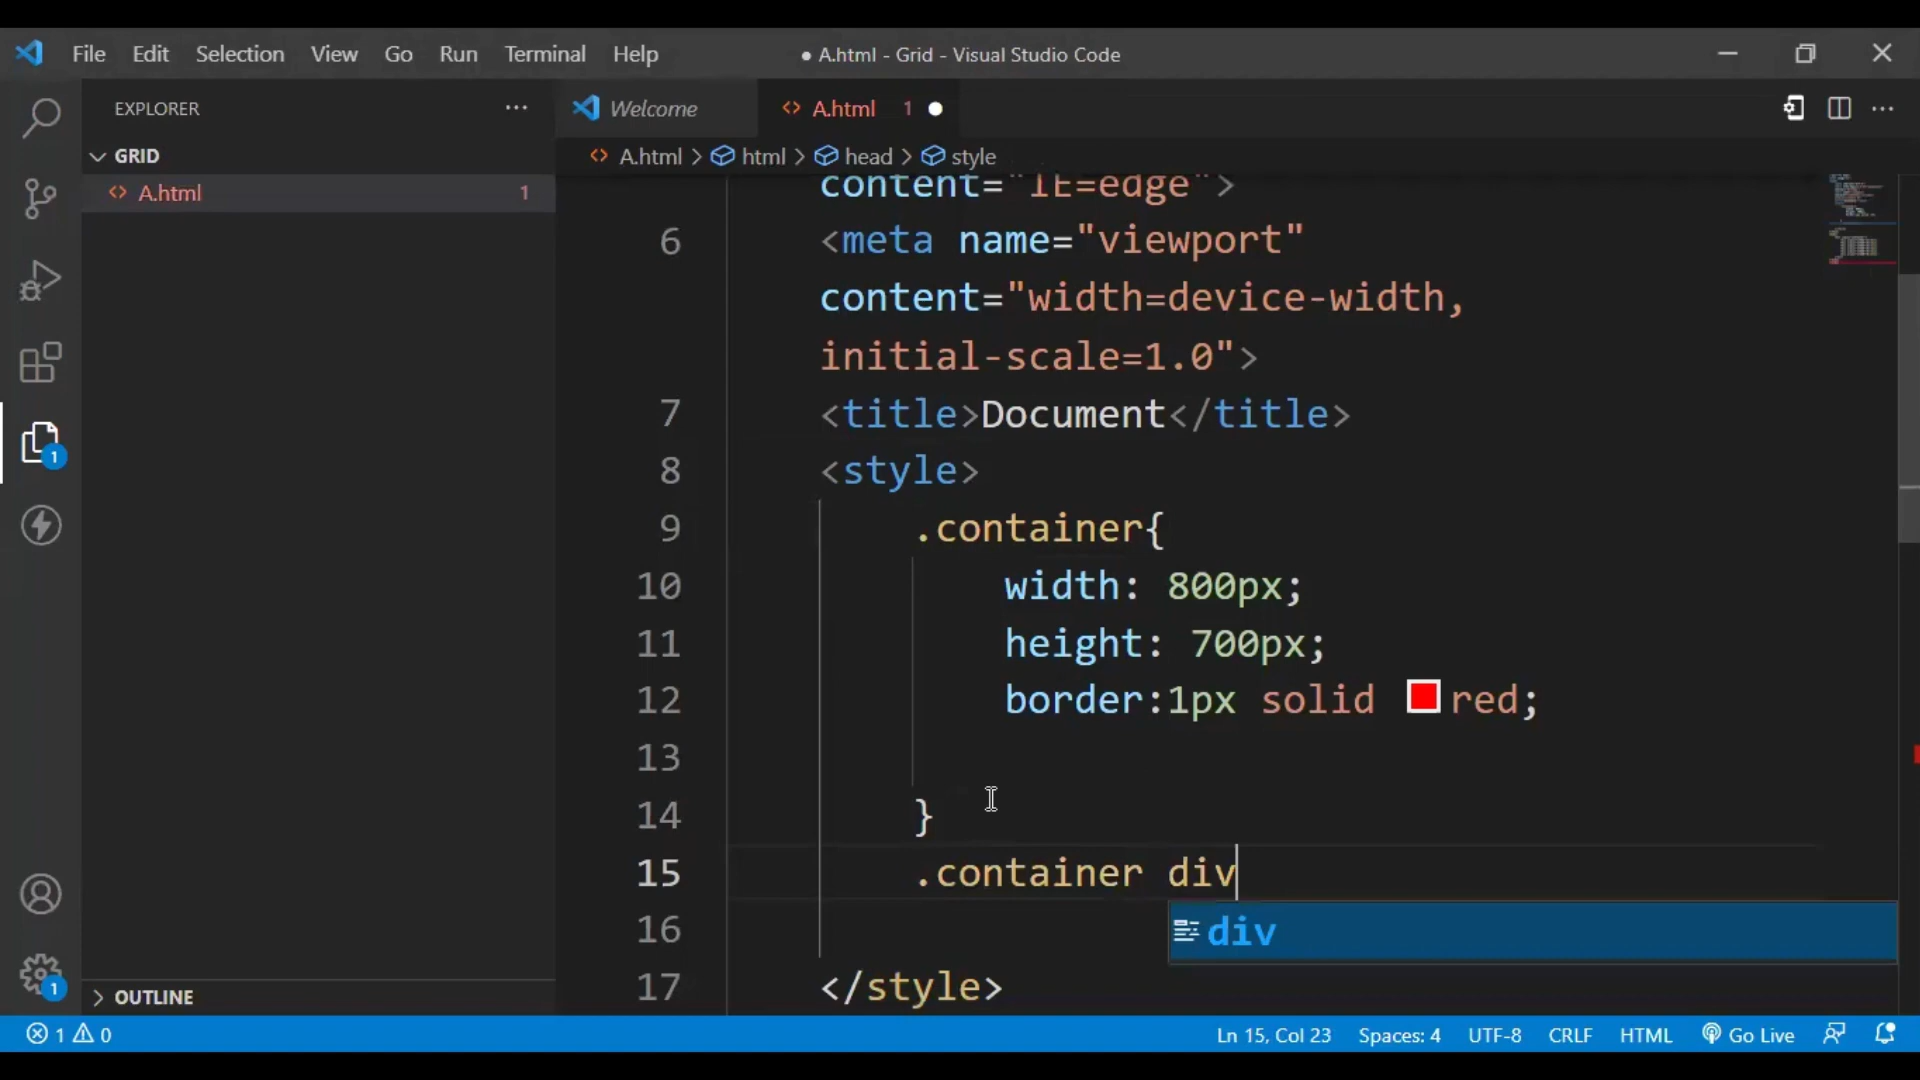 File Edit Selection View Go Run Terminal Help ● A.html - Grid - Visual Studio Code
EXPLORER ··· Welcome <> A.html 1 ●
GRID
<> A.html > html > head > style
<> A.html 1
content="IE=edge">
6 <meta name="viewport"
content="width=device-width,
initial-scale=1.0">
7 <title>Document</title>
8 <style>
9 .container{
10 width: 800px;
11 height: 700px;
12 border:1px solid red;
13
14 }
15 .container div
16 div
17 </style>
1
1
OUTLINE
1 0 Ln 15, Col 23 Spaces: 4 UTF-8 CRLF HTML Go Live